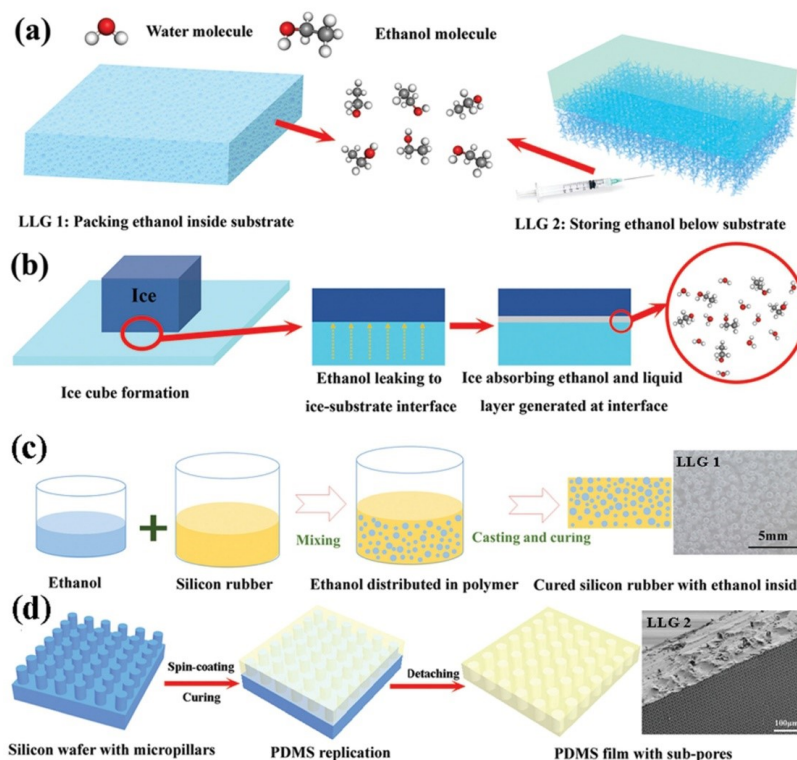 (a)
Water molecule
Ethanol molecule
LLG 1: Packing ethanol inside substrate
LLG 2: Storing ethanol below substrate
(b)
Ice
Ice cube formation
Ethanol leaking to
ice-substrate interface
Ice absorbing ethanol and liquid
layer generated at interface
(c)
Ethanol
Silicon rubber
Mixing
Ethanol distributed in polymer
Casting and curing
Cured silicon rubber with ethanol inside
LLG 1
5mm
(d)
Silicon wafer with micropillars
Spin-coating
Curing
PDMS replication
Detaching
PDMS film with sub-pores
LLG 2
100μm